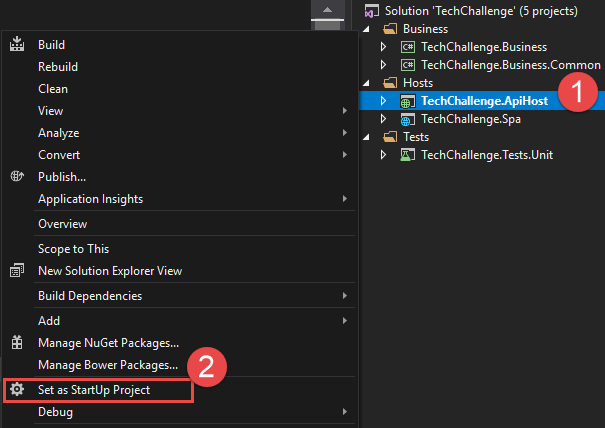 Build
Rebuild
Clean
View
Analyze
Convert
Publish...
Application Insights
Overview
Scope to This
New Solution Explorer View
Build Dependencies
Add
Manage NuGet Packages...
Manage Bower Packages...
2
Set as StartUp Project
Debug
Solution 'TechChallenge' (5 projects)
Business
C# TechChallenge.Business
C# TechChallenge.Business.Common
Hosts
1
TechChallenge.ApiHost
TechChallenge.Spa
Tests
TechChallenge.Tests.Unit